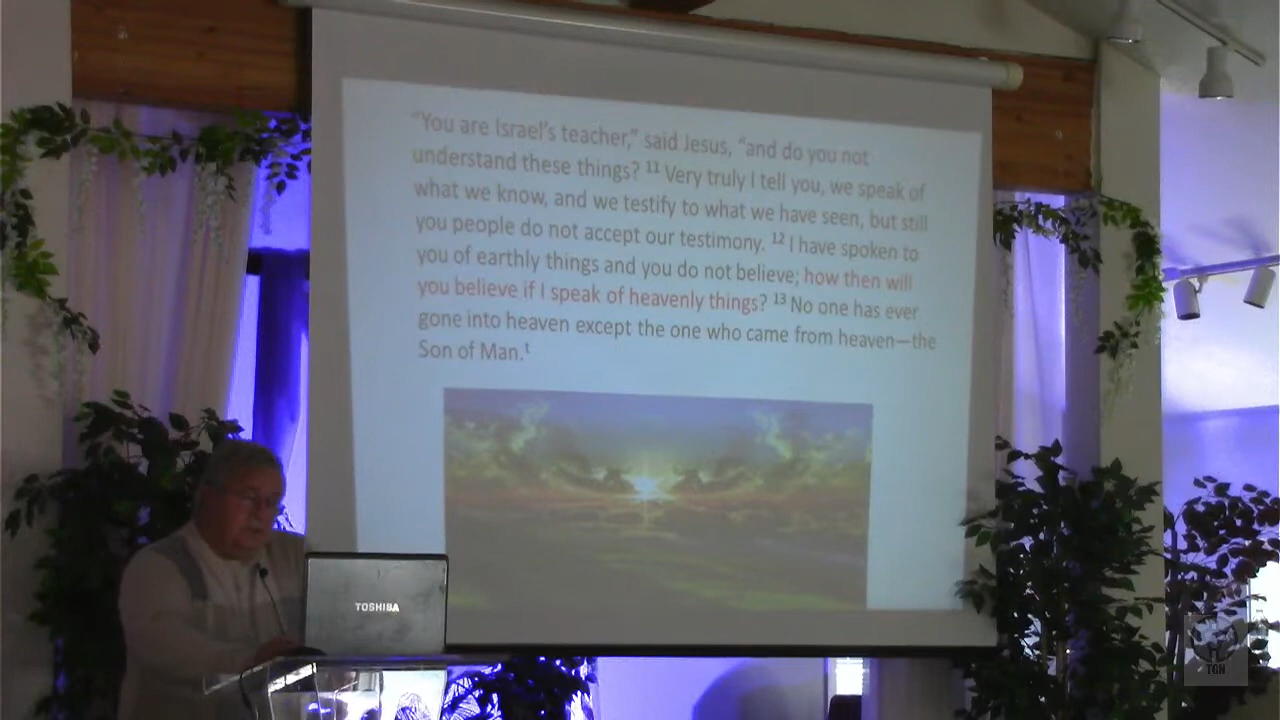 “You are Israel’s teacher,” said Jesus, “and do you not
understand these things? ¹¹ Very truly I tell you, we speak of
what we know, and we testify to what we have seen, but still
you people do not accept our testimony. ¹² I have spoken to
you of earthly things and you do not believe; how then will
you believe if I speak of heavenly things? ¹³ No one has ever
gone into heaven except the one who came from heaven—the
Son of Man.ᵗ
TOSHIBA
TGN